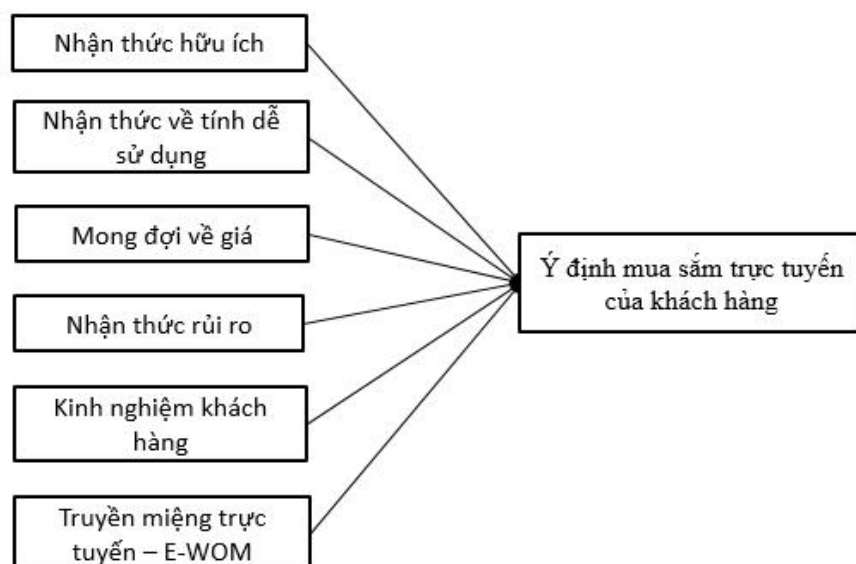 Nhận thức hữu ích
Nhận thức về tính dễ
sử dụng
Mong đợi về giá
Nhận thức rủi ro
Kinh nghiệm khách
hàng
Truyền miệng trực
tuyến – E-WOM
Ý định mua sắm trực tuyến
của khách hàng